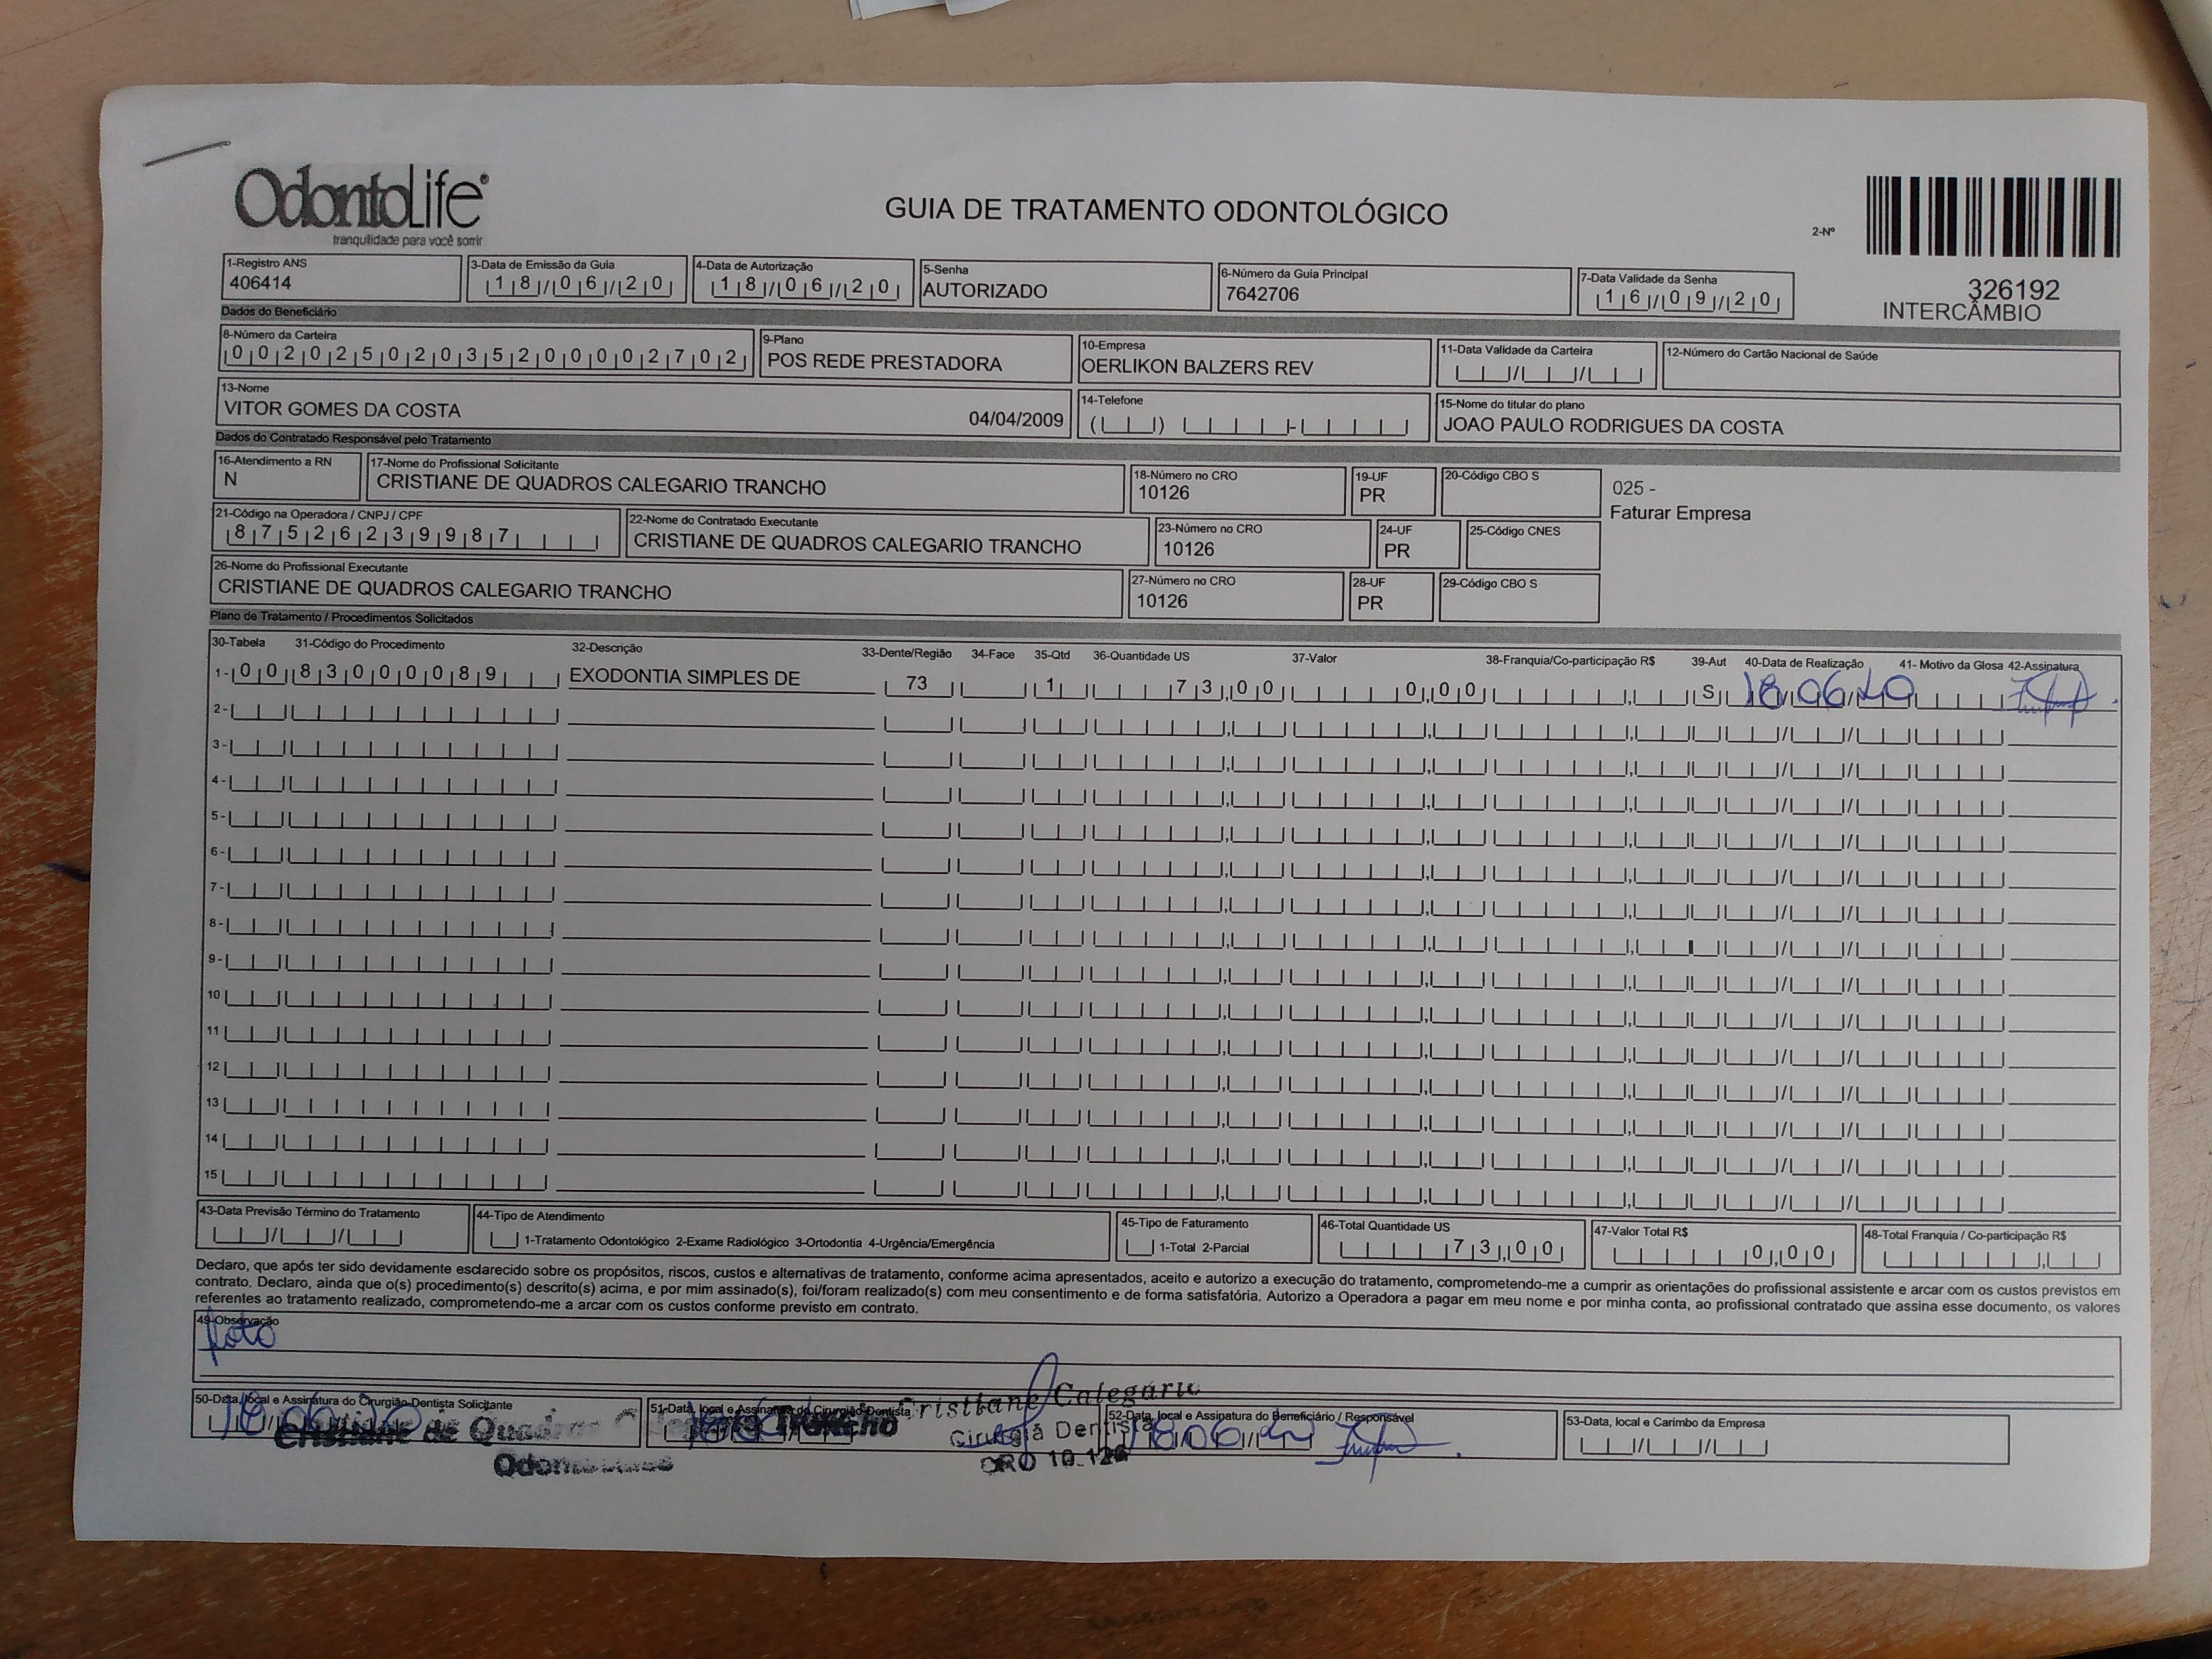 OdontoLife®
tranquilidade para você sorrir
GUIA DE TRATAMENTO ODONTOLÓGICO
2-Nº
326192
INTERCÂMBIO
1-Registro ANS
406414
3-Data de Emissão da Guia
18/06/20
4-Data de Autorização
18/06/20
5-Senha
AUTORIZADO
6-Número da Guia Principal
7642706
7-Data Validade da Senha
16/09/20
Dados do Beneficiário
8-Número da Carteira
00202502035200002702
9-Plano
POS REDE PRESTADORA
10-Empresa
OERLIKON BALZERS REV
11-Data Validade da Carteira
12-Número do Cartão Nacional de Saúde
13-Nome
VITOR GOMES DA COSTA 04/04/2009
14-Telefone
15-Nome do titular do plano
JOAO PAULO RODRIGUES DA COSTA
Dados do Contratado Responsável pelo Tratamento
16-Atendimento a RN
N
17-Nome do Profissional Solicitante
CRISTIANE DE QUADROS CALEGARIO TRANCHO
18-Número no CRO
10126
19-UF
PR
20-Código CBO S
025 -
Faturar Empresa
21-Código na Operadora / CNPJ / CPF
87526239987
22-Nome do Contratado Executante
CRISTIANE DE QUADROS CALEGARIO TRANCHO
23-Número no CRO
10126
24-UF
PR
25-Código CNES
26-Nome do Profissional Executante
CRISTIANE DE QUADROS CALEGARIO TRANCHO
27-Número no CRO
10126
28-UF
PR
29-Código CBO S
Plano de Tratamento / Procedimentos Solicitados
30-Tabela 31-Código do Procedimento 32-Descrição 33-Dente/Região 34-Face 35-Qtd 36-Quantidade US 37-Valor 38-Franquia/Co-participação R$ 39-Aut 40-Data de Realização 41- Motivo da Glosa 42-Assinatura
1- 00 83000089 EXODONTIA SIMPLES DE 73 1 73,00 0,00 S 18/06/20
2-
3-
4-
5-
6-
7-
8-
9-
10
11
12
13
14
15
43-Data Previsão Término do Tratamento
44-Tipo de Atendimento
1-Tratamento Odontológico 2-Exame Radiológico 3-Ortodontia 4-Urgência/Emergência
45-Tipo de Faturamento
1-Total 2-Parcial
46-Total Quantidade US
73,00
47-Valor Total R$
0,00
48-Total Franquia / Co-participação R$
Declaro, que após ter sido devidamente esclarecido sobre os propósitos, riscos, custos e alternativas de tratamento, conforme acima apresentados, aceito e autorizo a execução do tratamento, comprometendo-me a cumprir as orientações do profissional assistente e arcar com os custos previstos em
contrato. Declaro, ainda que o(s) procedimento(s) descrito(s) acima, e por mim assinado(s), foi/foram realizado(s) com meu consentimento e de forma satisfatória. Autorizo a Operadora a pagar em meu nome e por minha conta, ao profissional contratado que assina esse documento, os valores
referentes ao tratamento realizado, comprometendo-me a arcar com os custos conforme previsto em contrato.
49-Observação
foto
50-Data, local e Assinatura do Cirurgião-Dentista Solicitante
Cristiane de Quadros
51-Data, local e Assinatura do Cirurgião-Dentista
Trancho
Cristiane Calegario
Cirurgiã Dentista
CRO 10.126
52-Data, local e Assinatura do Beneficiário / Responsável
18/06/20
53-Data, local e Carimbo da Empresa